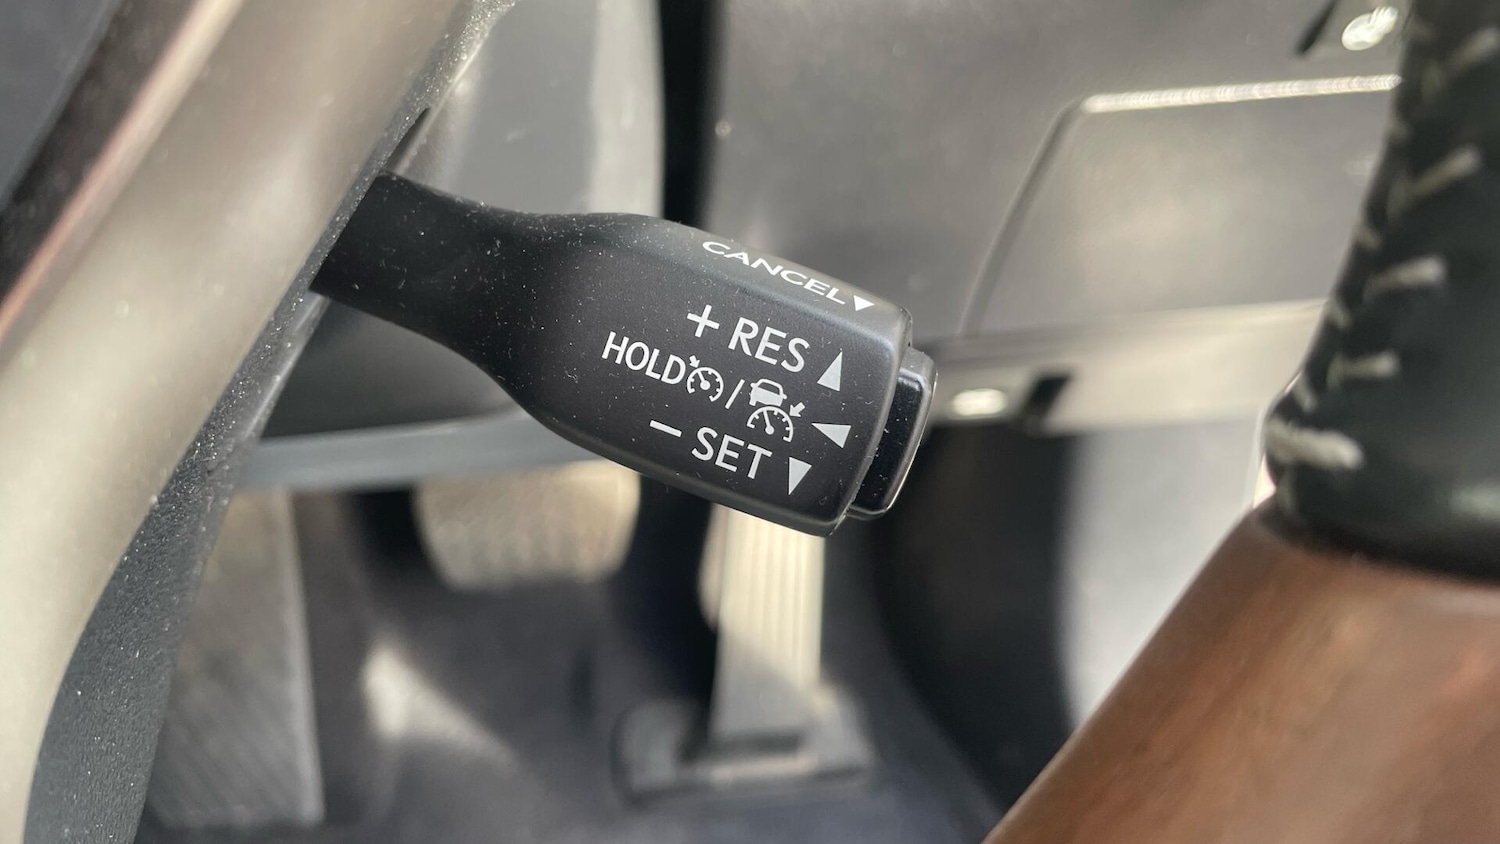 CANCEL▼
+ RES ▲
HOLD / ◀
− SET ▼